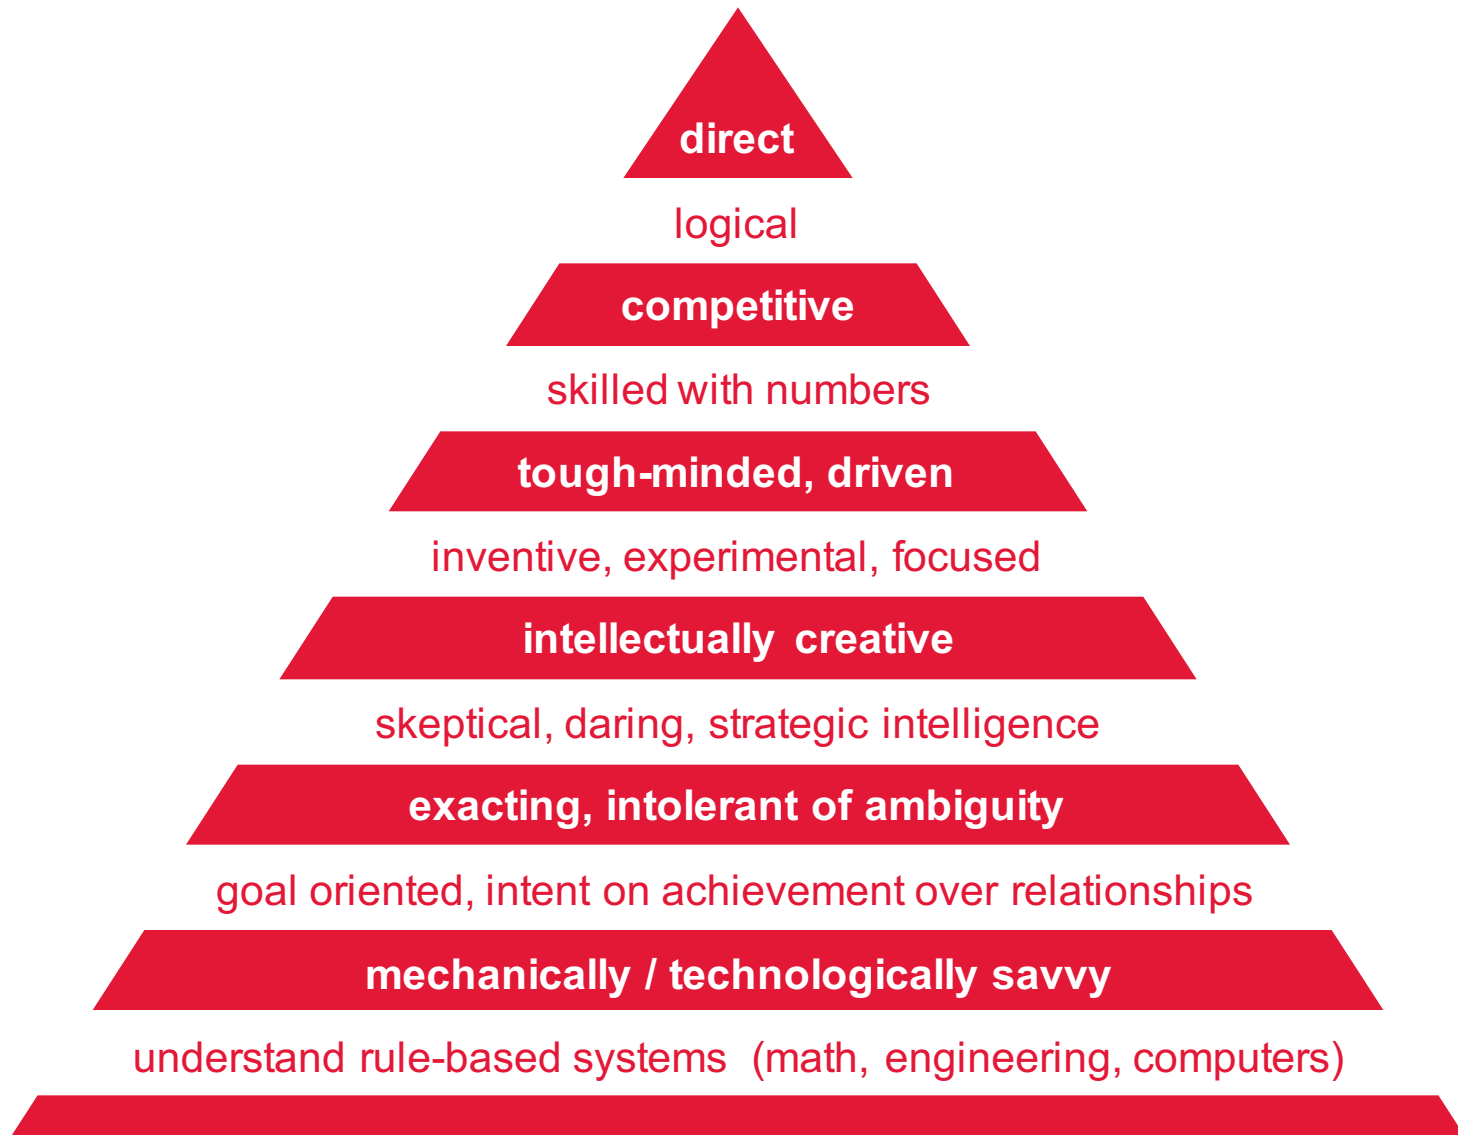 direct
logical
competitive
skilled with numbers
tough-minded, driven
inventive, experimental, focused
intellectually creative
skeptical, daring, strategic intelligence
exacting, intolerant of ambiguity
goal oriented, intent on achievement over relationships
mechanically / technologically savvy
understand rule-based systems (math, engineering, computers)